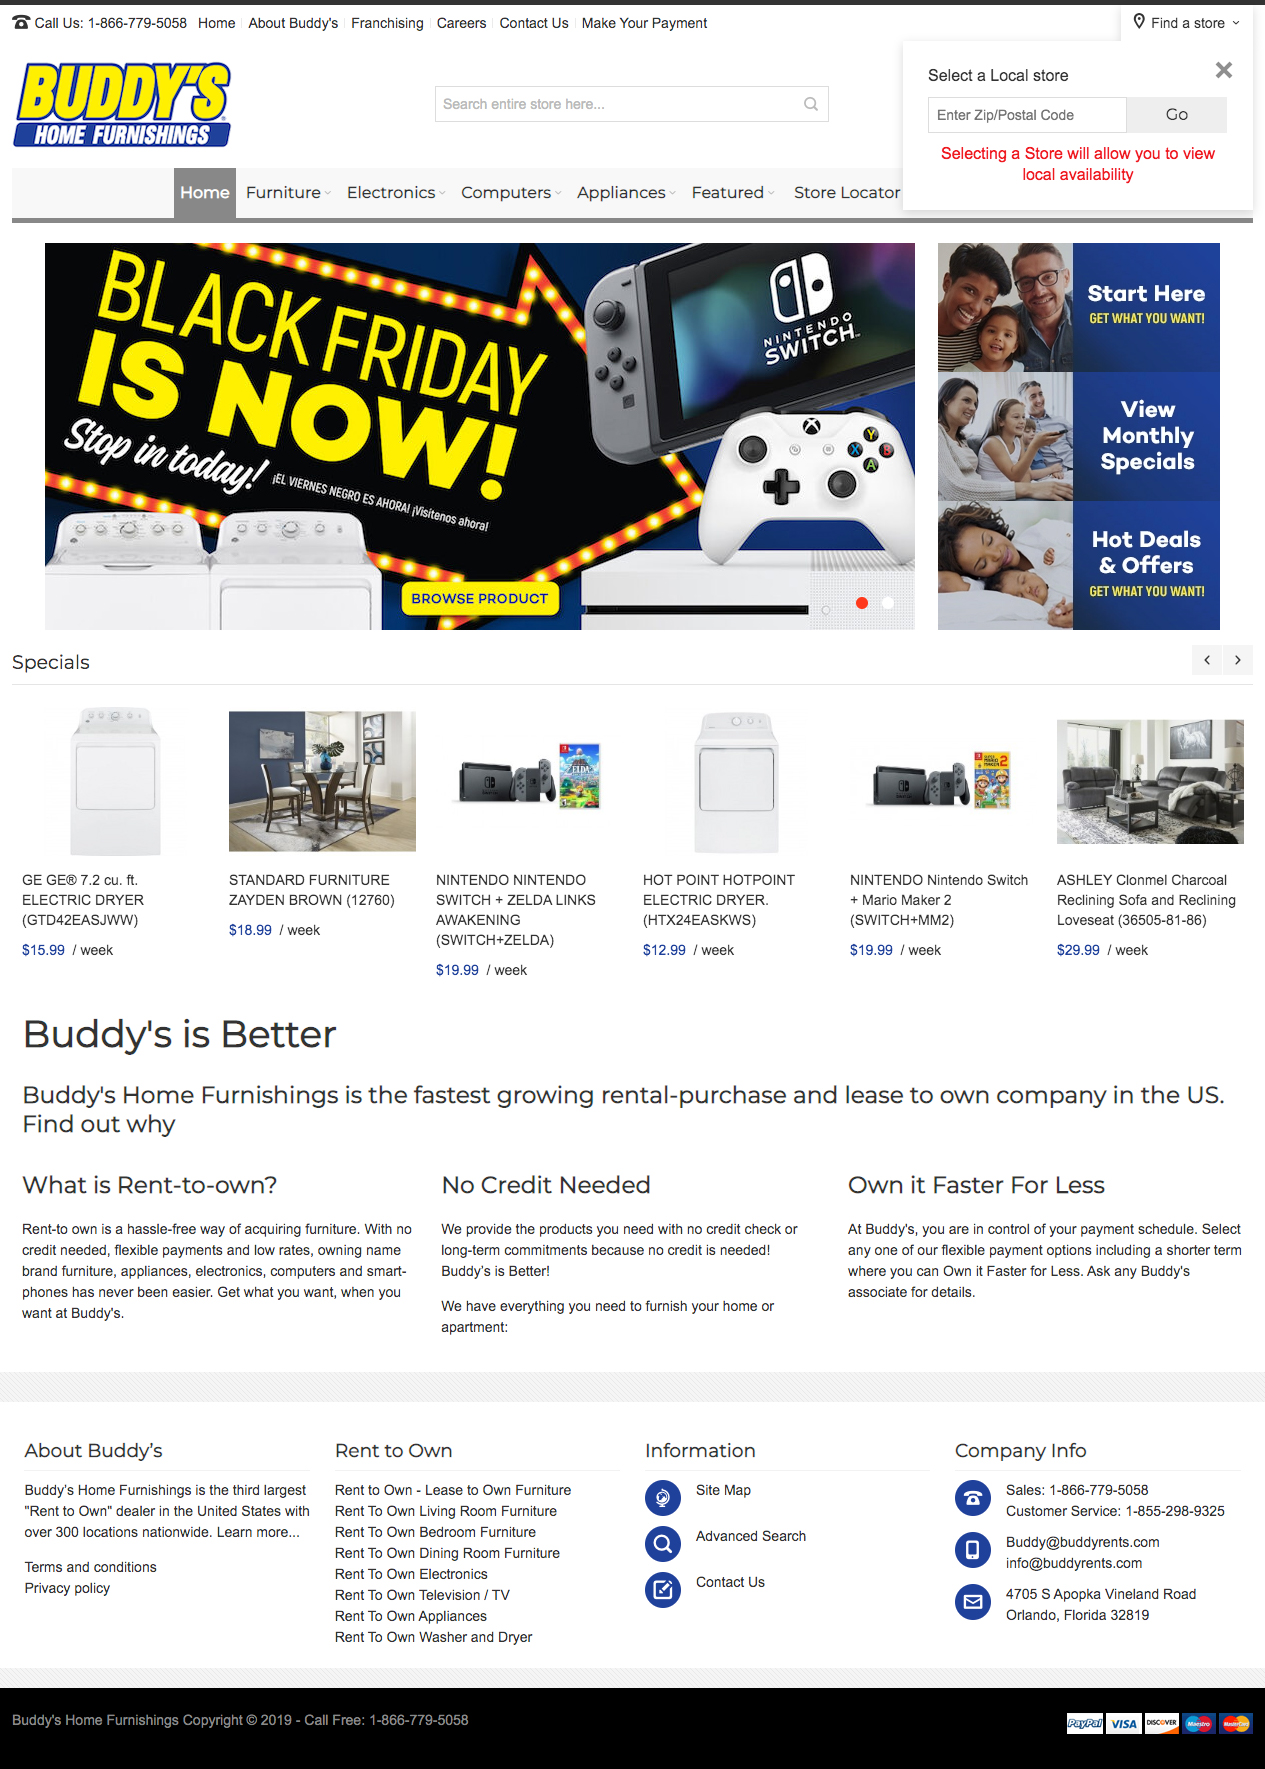 Call Us: 1-866-779-5058 Home About Buddy's Franchising Careers Contact Us Make Your Payment Find a store
Select a Local store
Enter Zip/Postal Code Go
Selecting a Store will allow you to view
local availability
BUDDY'S
HOME FURNISHINGS
Search entire store here...
Home Furniture Electronics Computers Appliances Featured Store Locator
BLACK FRIDAY
IS NOW!
Stop in today!
¡EL VIERNES NEGRO ES AHORA! ¡Visítenos ahora!
BROWSE PRODUCT
NINTENDO
SWITCH
Y
X B
A
Start Here
GET WHAT YOU WANT!
View
Monthly
Specials
Hot Deals
& Offers
GET WHAT YOU WANT!
Specials
GE GE® 7.2 cu. ft.
ELECTRIC DRYER
(GTD42EASJWW)
$15.99 / week
STANDARD FURNITURE
ZAYDEN BROWN (12760)
$18.99 / week
NINTENDO NINTENDO
SWITCH + ZELDA LINKS
AWAKENING
(SWITCH+ZELDA)
$19.99 / week
HOT POINT HOTPOINT
ELECTRIC DRYER.
(HTX24EASKWS)
$12.99 / week
NINTENDO Nintendo Switch
+ Mario Maker 2
(SWITCH+MM2)
$19.99 / week
ASHLEY Clonmel Charcoal
Reclining Sofa and Reclining
Loveseat (36505-81-86)
$29.99 / week
Buddy's is Better
Buddy's Home Furnishings is the fastest growing rental-purchase and lease to own company in the US.
Find out why
What is Rent-to-own?
Rent-to own is a hassle-free way of acquiring furniture. With no
credit needed, flexible payments and low rates, owning name
brand furniture, appliances, electronics, computers and smart-
phones has never been easier. Get what you want, when you
want at Buddy's.
No Credit Needed
We provide the products you need with no credit check or
long-term commitments because no credit is needed!
Buddy's is Better!
We have everything you need to furnish your home or
apartment:
Own it Faster For Less
At Buddy's, you are in control of your payment schedule. Select
any one of our flexible payment options including a shorter term
where you can Own it Faster for Less. Ask any Buddy's
associate for details.
About Buddy's
Buddy's Home Furnishings is the third largest
"Rent to Own" dealer in the United States with
over 300 locations nationwide. Learn more...
Terms and conditions
Privacy policy
Rent to Own
Rent to Own - Lease to Own Furniture
Rent To Own Living Room Furniture
Rent To Own Bedroom Furniture
Rent To Own Dining Room Furniture
Rent To Own Electronics
Rent To Own Television / TV
Rent To Own Appliances
Rent To Own Washer and Dryer
Information
Site Map
Advanced Search
Contact Us
Company Info
Sales: 1-866-779-5058
Customer Service: 1-855-298-9325
Buddy@buddyrents.com
info@buddyrents.com
4705 S Apopka Vineland Road
Orlando, Florida 32819
Buddy's Home Furnishings Copyright © 2019 - Call Free: 1-866-779-5058
PayPal VISA DISCOVER Maestro MasterCard